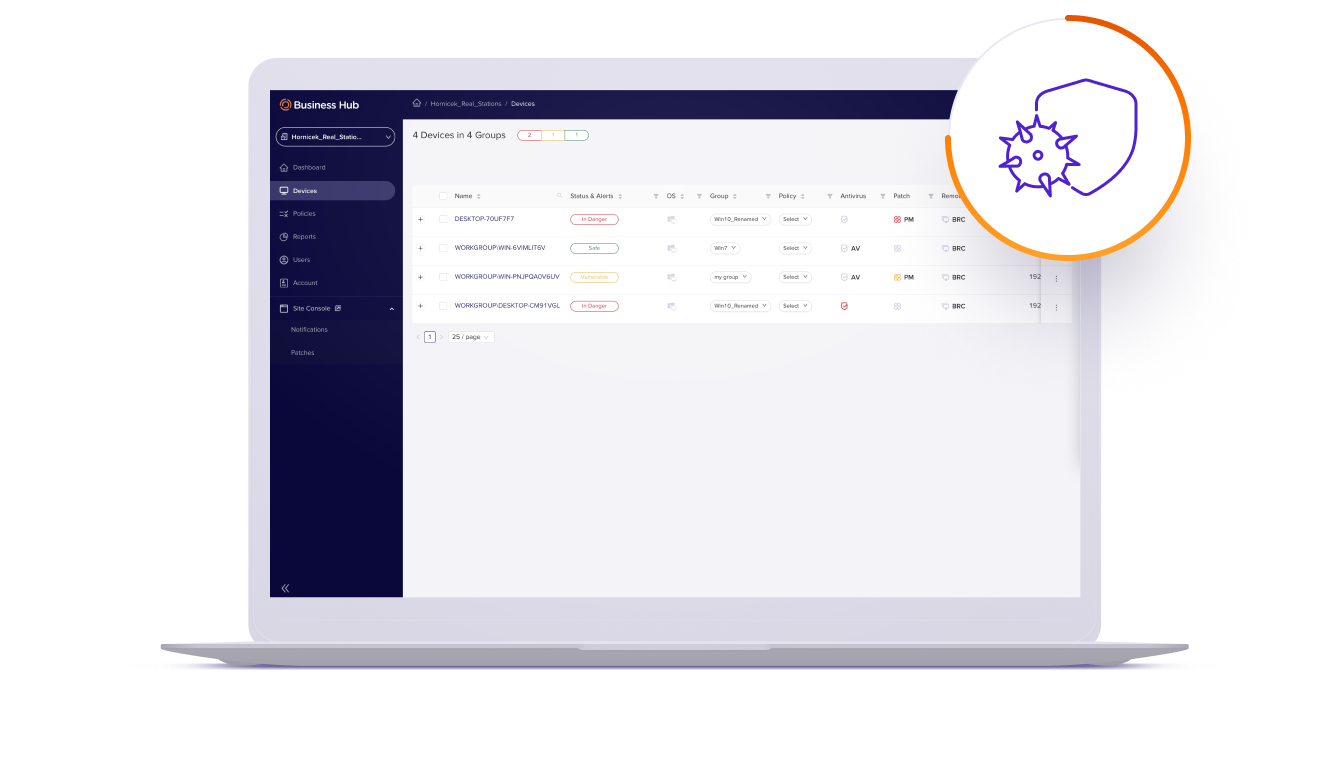 Business Hub
/ Hornicek_Real_Stations / Devices
Hornicek_Real_Statio...
4 Devices in 4 Groups 2 1 1
Dashboard
Devices
Policies
Reports
Users
Account
Site Console
Notifications
Patches
Name Status & Alerts OS Group Policy Antivirus Patch
+ DESKTOP-70UF7F7 In Danger Win10_Renamed Select PM BRC
+ WORKGROUP\WIN-6VIMLIT6V Safe Win7 Select AV BRC
+ WORKGROUP\WIN-PNJPQA0V6UV Vulnerable my group Select AV PM BRC 192
+ WORKGROUP\DESKTOP-CM91VGL In Danger Win10_Renamed Select BRC 192
< 1 > 25 / page